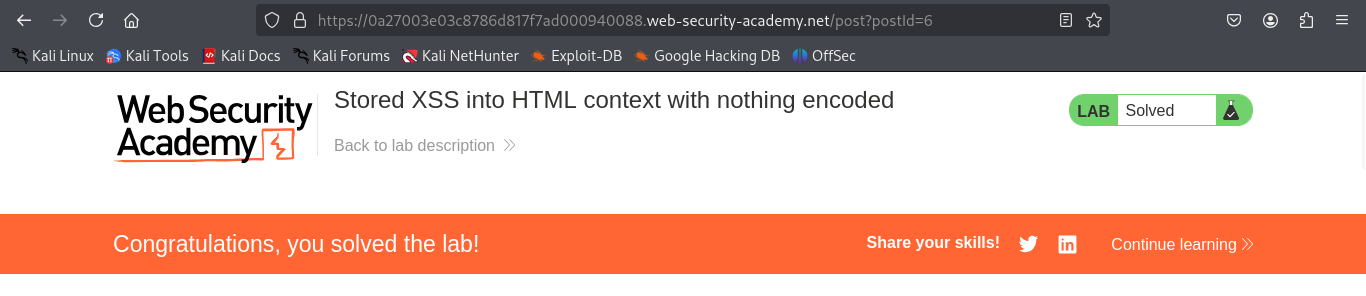 https://0a27003e03c8786d817f7ad000940088.web-security-academy.net/post?postId=6
Kali Linux Kali Tools Kali Docs Kali Forums Kali NetHunter Exploit-DB Google Hacking DB OffSec
Web Security
Academy
Stored XSS into HTML context with nothing encoded
LAB Solved
Back to lab description
Congratulations, you solved the lab!
Share your skills!
Continue learning